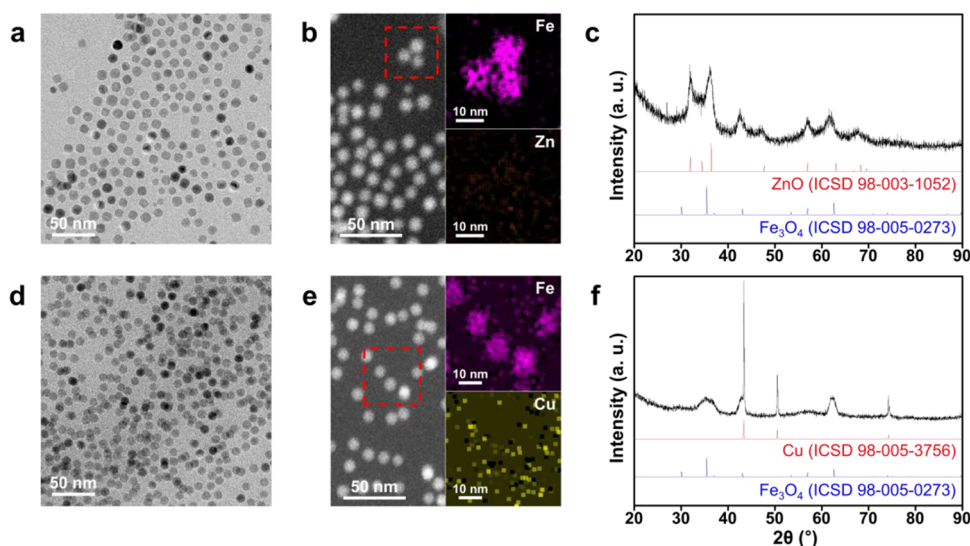 a
50 nm
b
50 nm
Fe
10 nm
Zn
10 nm
c
Intensity (a. u.)
ZnO (ICSD 98-003-1052)
Fe₃O₄ (ICSD 98-005-0273)
20 30 40 50 60 70 80 90
d
50 nm
e
50 nm
Fe
10 nm
Cu
10 nm
f
Intensity (a. u.)
Cu (ICSD 98-005-3756)
Fe₃O₄ (ICSD 98-005-0273)
20 30 40 50 60 70 80 90
2θ (°)